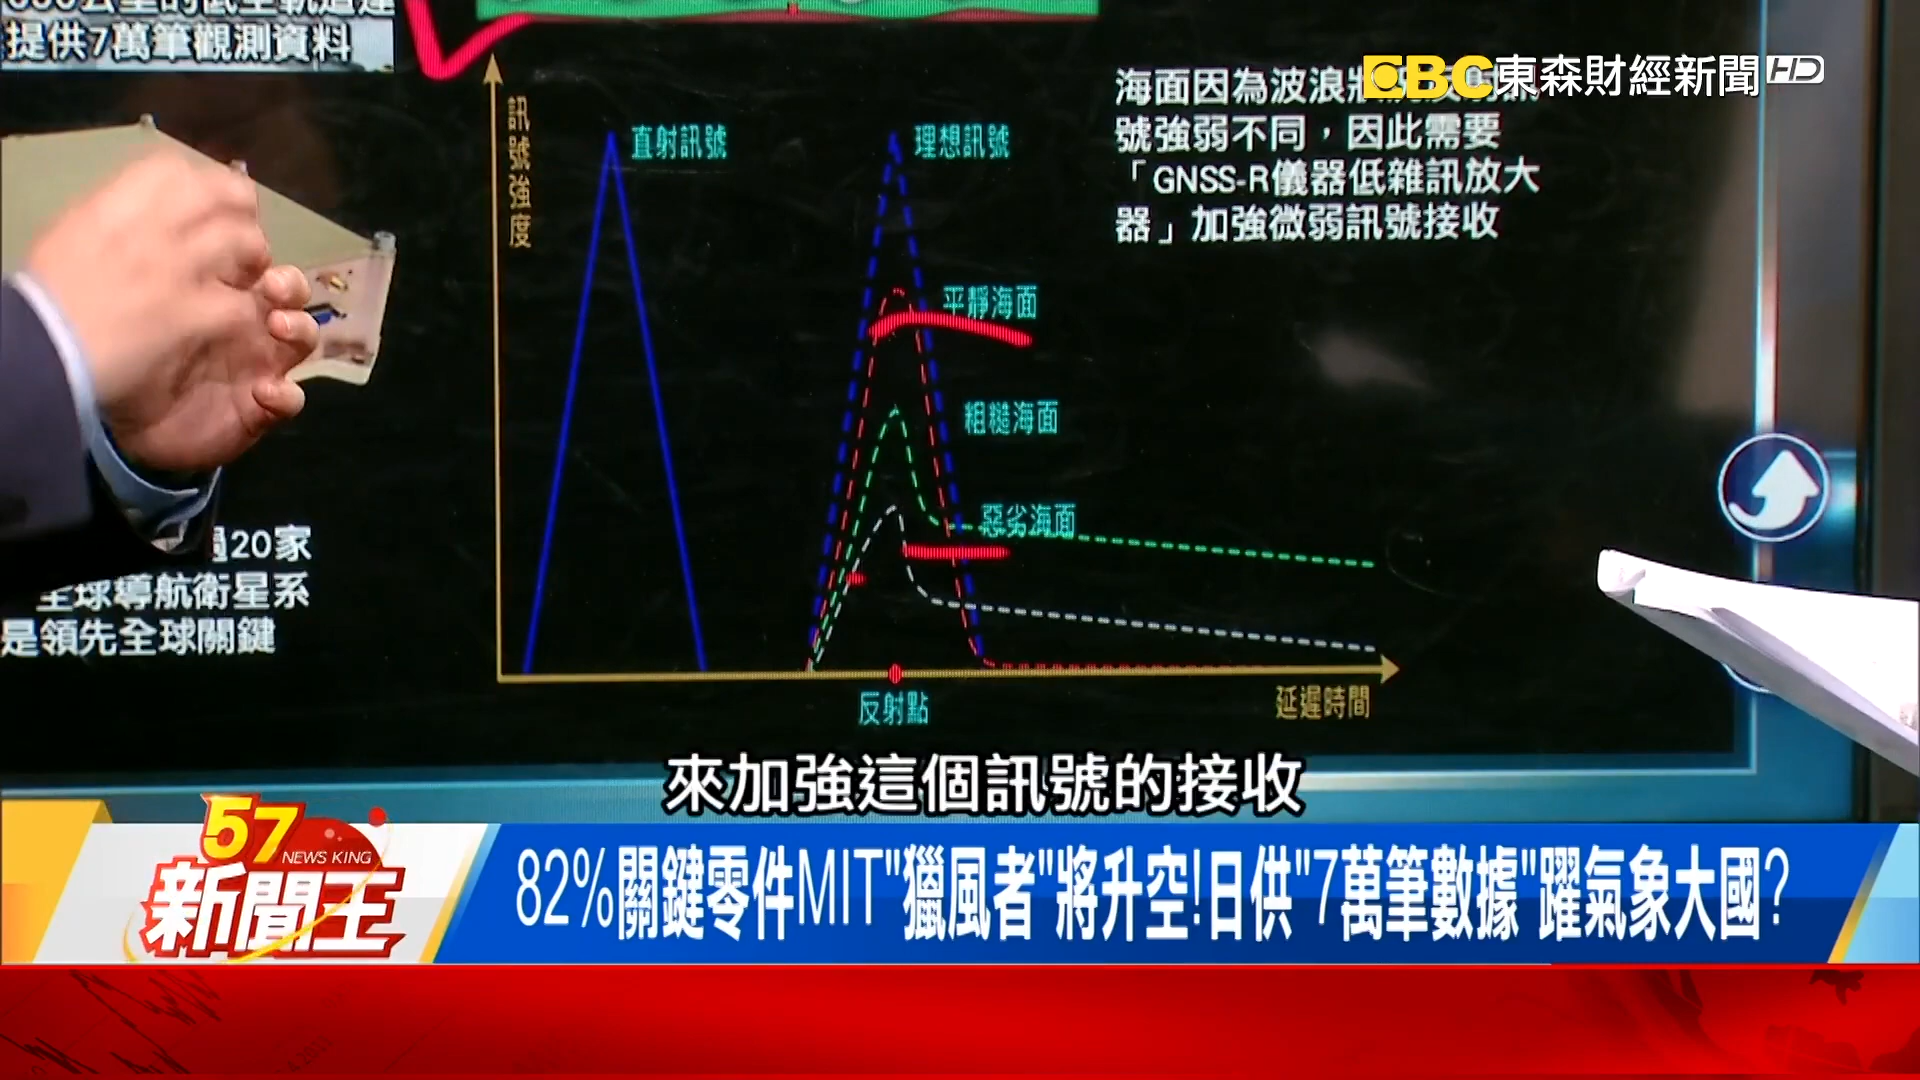 提供7萬筆觀測資料
EBC東森財經新聞HD
海面因為波浪
號強弱不同，因此需要
「GNSS-R儀器低雜訊放大
器」加強微弱訊號接收
訊號強度
直射訊號
理想訊號
平靜海面
粗糙海面
惡劣海面
反射點
延遲時間
過20家
全球導航衛星系
是領先全球關鍵
來加強這個訊號的接收
57
NEWS KING
新聞王
82%關鍵零件MIT"獵風者"將升空!日供"7萬筆數據"躍氣象大國?